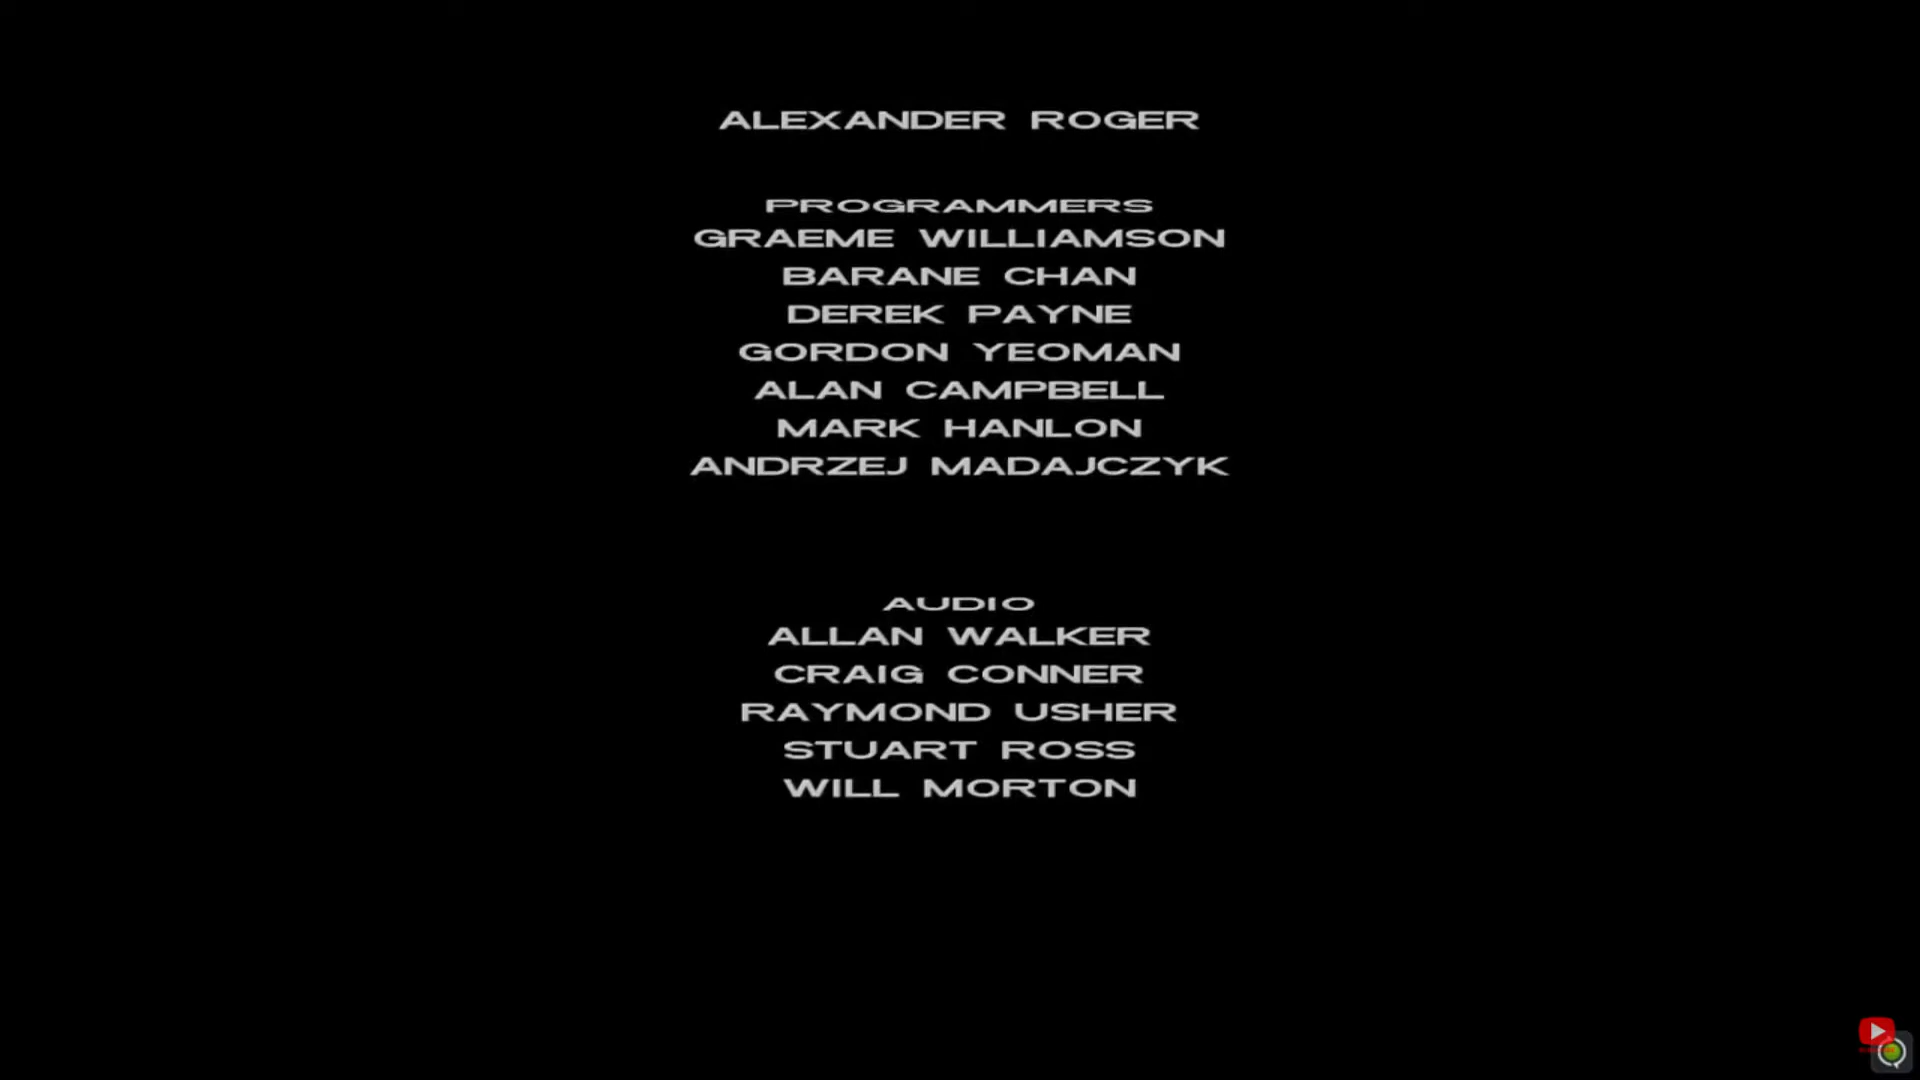 ALEXANDER ROGER
PROGRAMMERS
GRAEME WILLIAMSON
BARANE CHAN
DEREK PAYNE
GORDON YEOMAN
ALAN CAMPBELL
MARK HANLON
ANDRZEJ MADAJCZYK
AUDIO
ALLAN WALKER
CRAIG CONNER
RAYMOND USHER
STUART ROSS
WILL MORTON